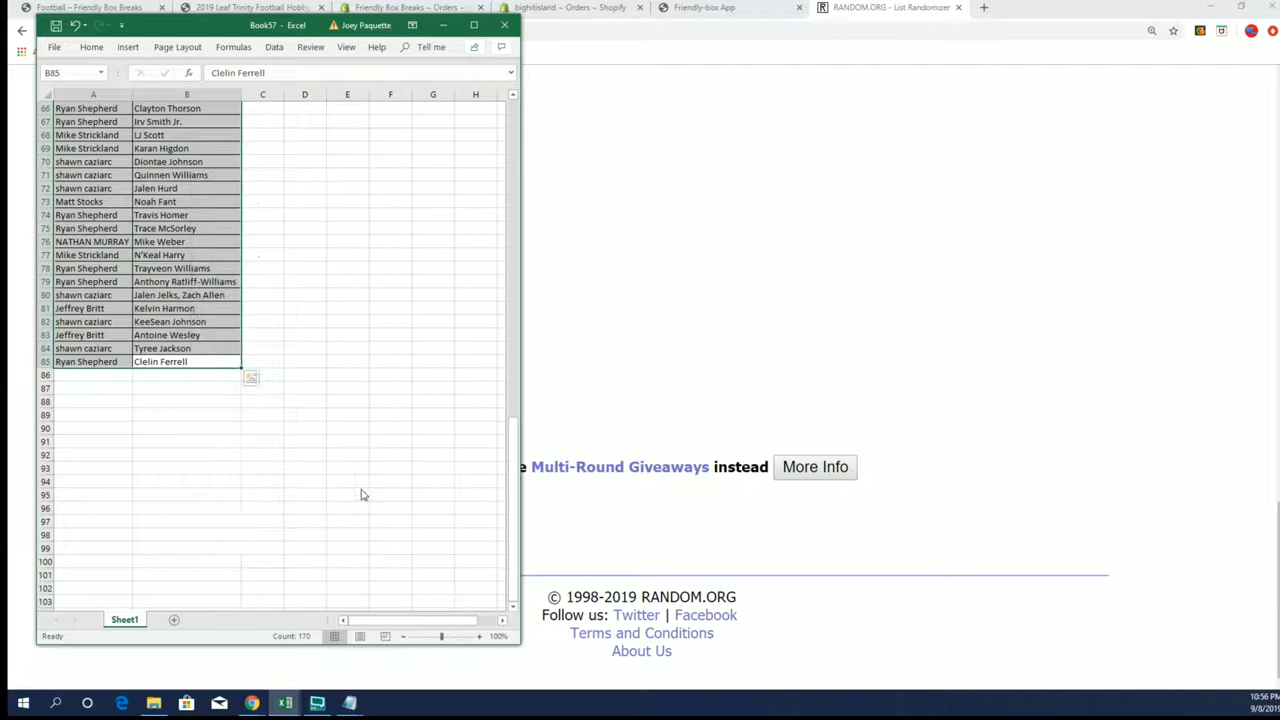 Football – Friendly Box Breaks
2019 Leaf Trinity Football Hobby
Friendly Box Breaks ~ Orders ~
bighitisland ~ Orders ~ Shopify
Friendly-box App
RANDOM.ORG - List Randomizer
Book57 - Excel
Joey Paquette
File Home Insert Page Layout Formulas Data Review View Help Tell me
B85 fx Clelin Ferrell
A B C D E F G H
66 Ryan Shepherd Clayton Thorson
67 Ryan Shepherd Irv Smith Jr.
68 Mike Strickland LJ Scott
69 Mike Strickland Karan Higdon
70 shawn caziarc Diontae Johnson
71 shawn caziarc Quinnen Williams
72 shawn caziarc Jalen Hurd
73 Matt Stocks Noah Fant
74 Ryan Shepherd Travis Homer
75 Ryan Shepherd Trace McSorley
76 NATHAN MURRAY Mike Weber
77 Mike Strickland N'Keal Harry
78 Ryan Shepherd Trayveon Williams
79 Ryan Shepherd Anthony Ratliff-Williams
80 shawn caziarc Jalen Jelks, Zach Allen
81 Jeffrey Britt Kelvin Harmon
82 shawn caziarc KeeSean Johnson
83 Jeffrey Britt Antoine Wesley
84 shawn caziarc Tyree Jackson
85 Ryan Shepherd Clelin Ferrell
86
87
88
89
90
91
92
93
94
95
96
97
98
99
100
101
102
103
e Multi-Round Giveaways instead More Info
© 1998-2019 RANDOM.ORG
Follow us: Twitter | Facebook
Terms and Conditions
About Us
Sheet1
Ready Count: 170 100%
10:56 PM
9/8/2019